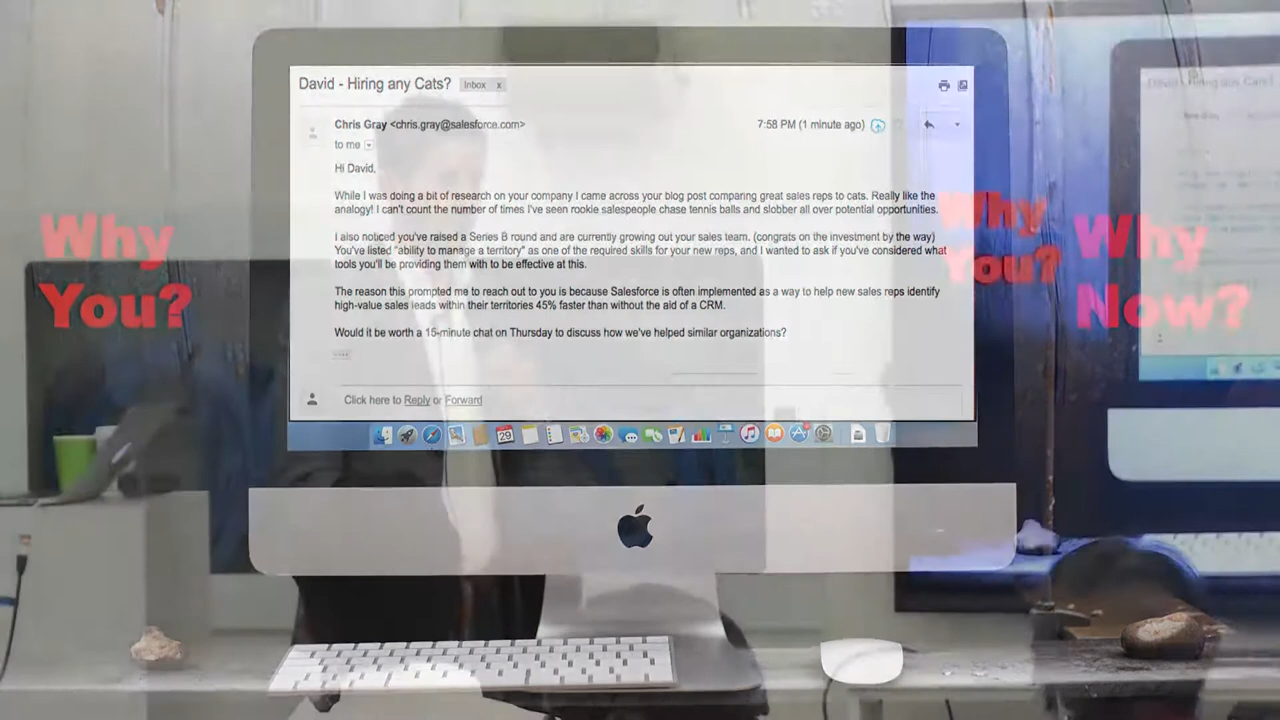 David - Hiring any Cats?
Inbox x
Chris Gray <chris.gray@salesforce.com>
7:58 PM (1 minute ago)
to me
Hi David,
While I was doing a bit of research on your company I came across your blog post comparing great sales reps to cats. Really like the
analogy! I can't count the number of times I've seen rookie salespeople chase tennis balls and slobber all over potential opportunities.
I also noticed you've raised a Series B round and are currently growing out your sales team. (congrats on the investment by the way)
You've listed "ability to manage a territory" as one of the required skills for your new reps, and I wanted to ask if you've considered what
tools you'll be providing them with to be effective at this.
The reason this prompted me to reach out to you is because Salesforce is often implemented as a way to help new sales reps identify
high-value sales leads within their territories 45% faster than without the aid of a CRM.
Would it be worth a 15-minute chat on Thursday to discuss how we've helped similar organizations?
Click here to Reply or Forward
29
Why
You?
Why
You?
Why
Now?
David - Hiring any Cats?